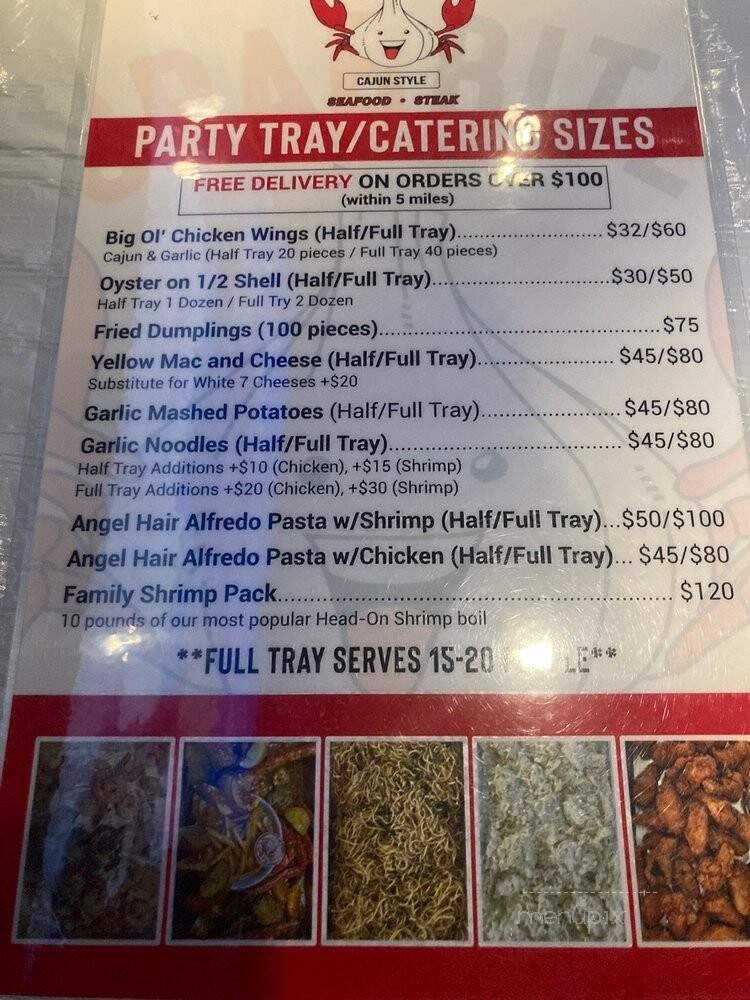 CAJUN STYLE
SEAFOOD • STEAK
PARTY TRAY/CATERING SIZES
FREE DELIVERY ON ORDERS OVER $100
(within 5 miles)
Big Ol' Chicken Wings (Half/Full Tray)........................ $32/$60
Cajun & Garlic (Half Tray 20 pieces / Full Tray 40 pieces)
Oyster on 1/2 Shell (Half/Full Tray).............................$30/$50
Half Tray 1 Dozen / Full Try 2 Dozen
Fried Dumplings (100 pieces)..............................................$75
Yellow Mac and Cheese (Half/Full Tray)...................... $45/$80
Substitute for White 7 Cheeses +$20
Garlic Mashed Potatoes (Half/Full Tray)......................$45/$80
Garlic Noodles (Half/Full Tray)..................................... $45/$80
Half Tray Additions +$10 (Chicken), +$15 (Shrimp)
Full Tray Additions +$20 (Chicken), +$30 (Shrimp)
Angel Hair Alfredo Pasta w/Shrimp (Half/Full Tray)...$50/$100
Angel Hair Alfredo Pasta w/Chicken (Half/Full Tray)... $45/$80
Family Shrimp Pack.............................................................. $120
10 pounds of our most popular Head-On Shrimp boil
**FULL TRAY SERVES 15-20 PEOPLE**
menupix